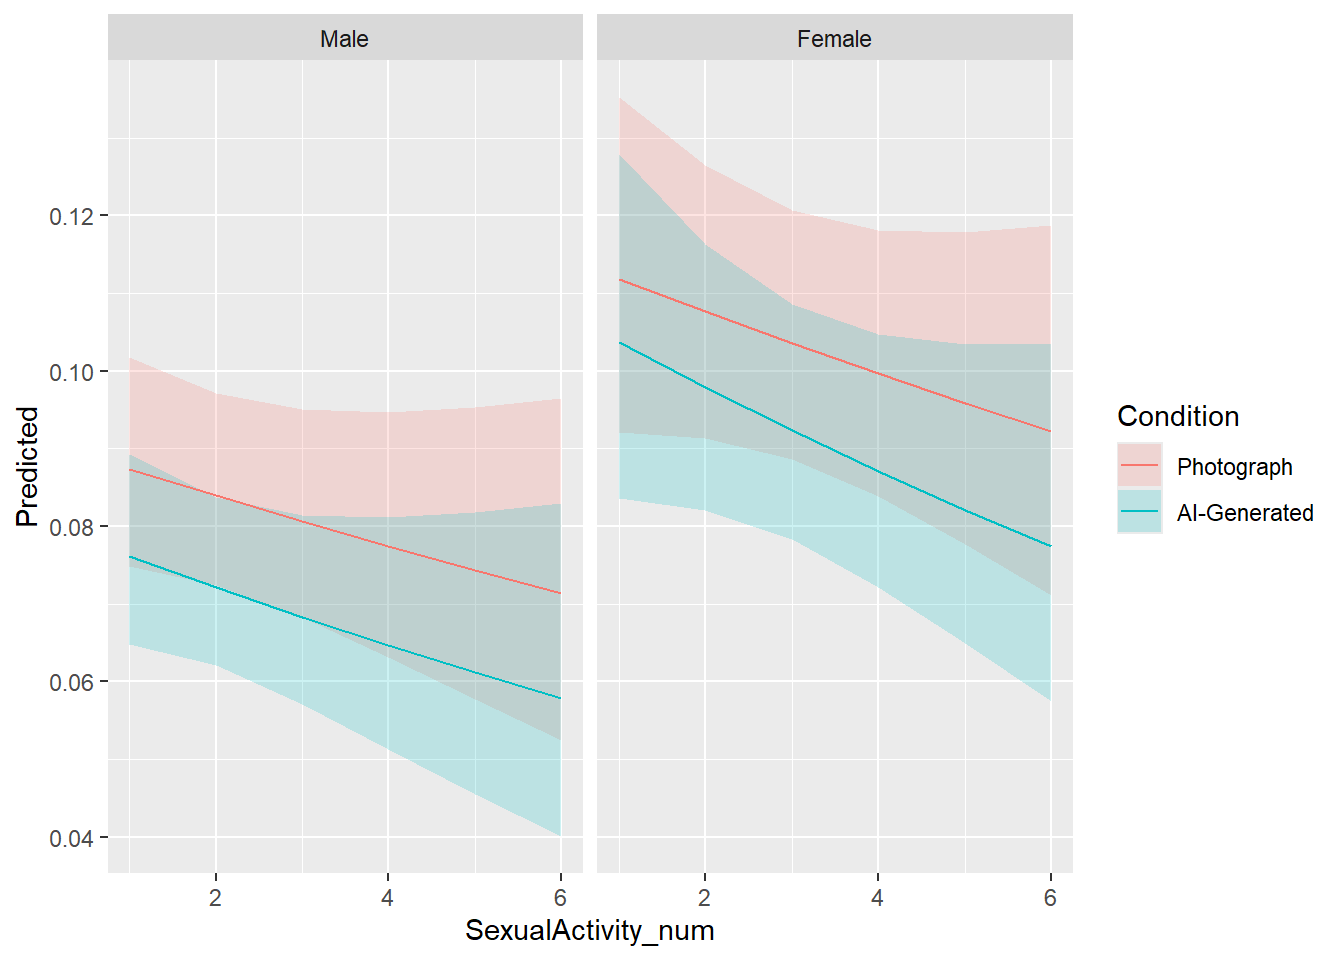 Male
Female
0.12
0.10
0.08
0.06
0.04
Predicted
2
4
6
2
4
6
SexualActivity_num
Condition
Photograph
AI-Generated